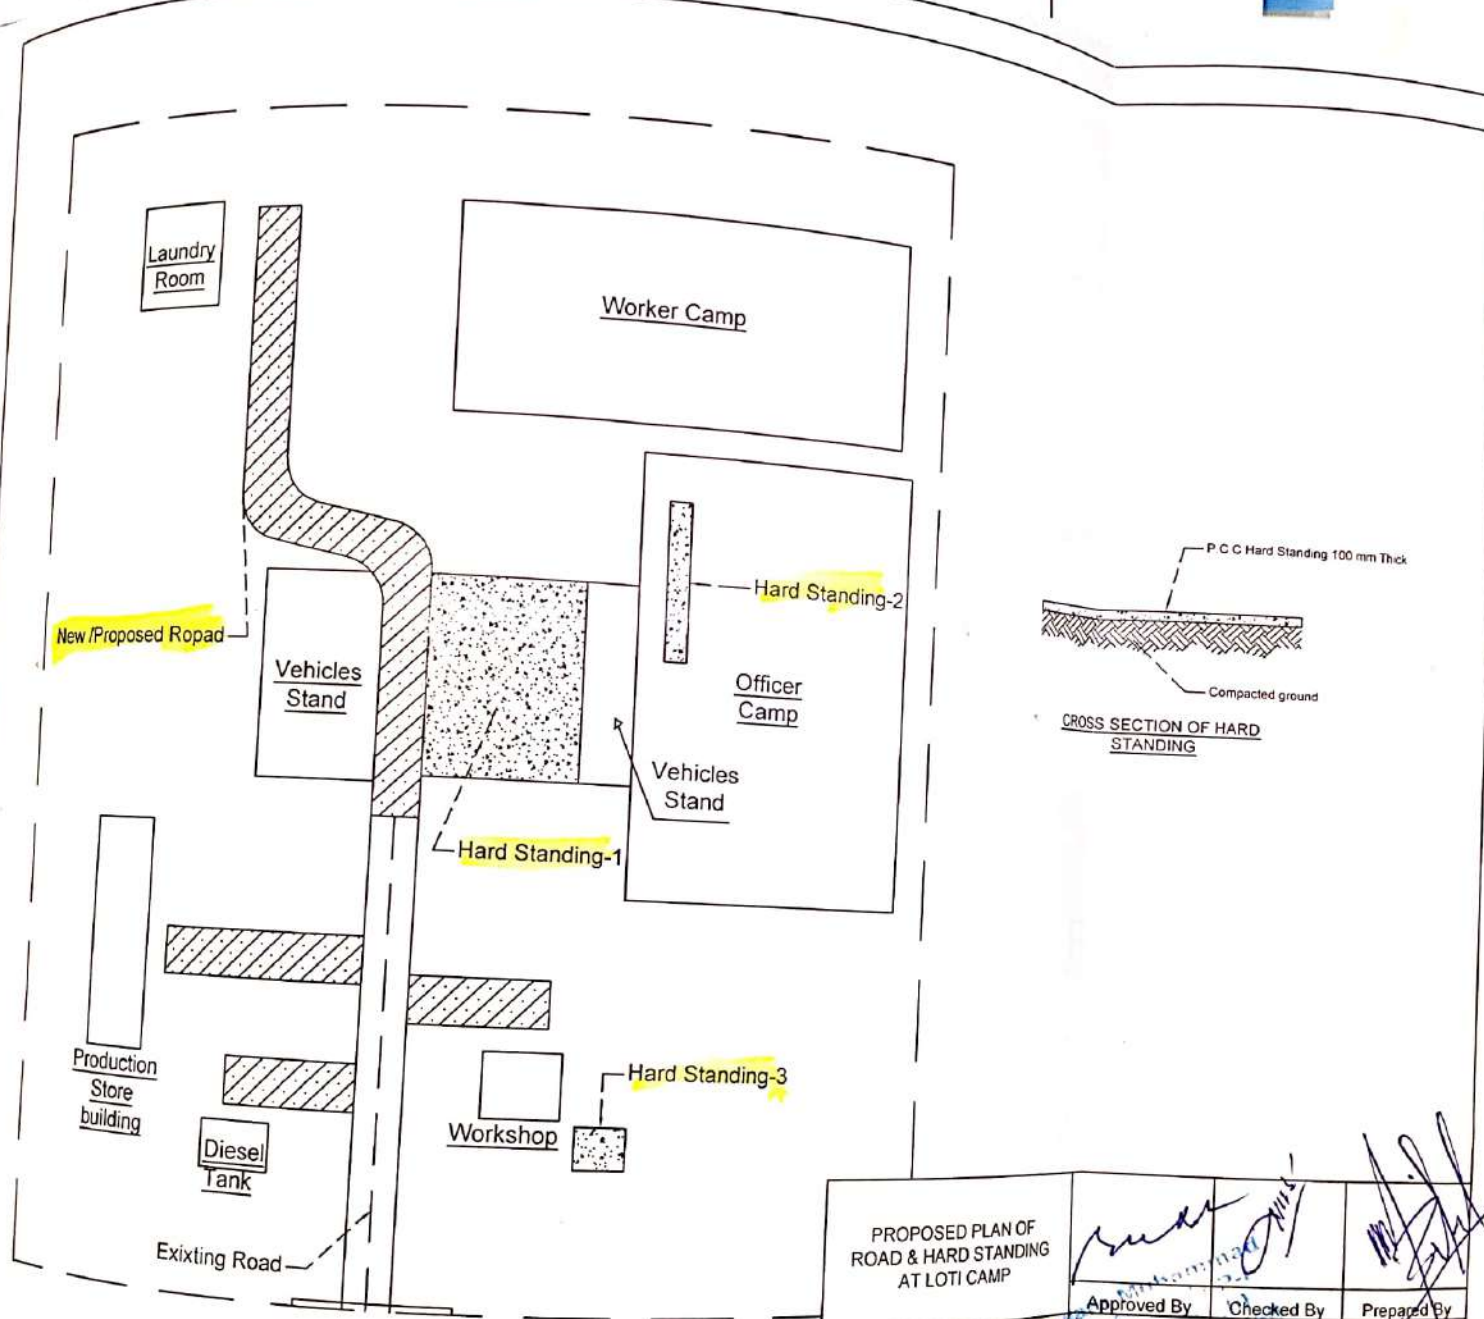 Laundry
Room
Worker Camp
Hard Standing-2
New /Proposed Ropad
Vehicles
Stand
Officer
Camp
Vehicles
Stand
Hard Standing-1
P.C.C Hard Standing 100 mm Thick
Compacted ground
CROSS SECTION OF HARD
STANDING
Production
Store
building
Hard Standing-3
Workshop
Diesel
Tank
Exixting Road
PROPOSED PLAN OF
ROAD & HARD STANDING
AT LOTI CAMP
Muhammad
Approved By
Checked By
Prepared By